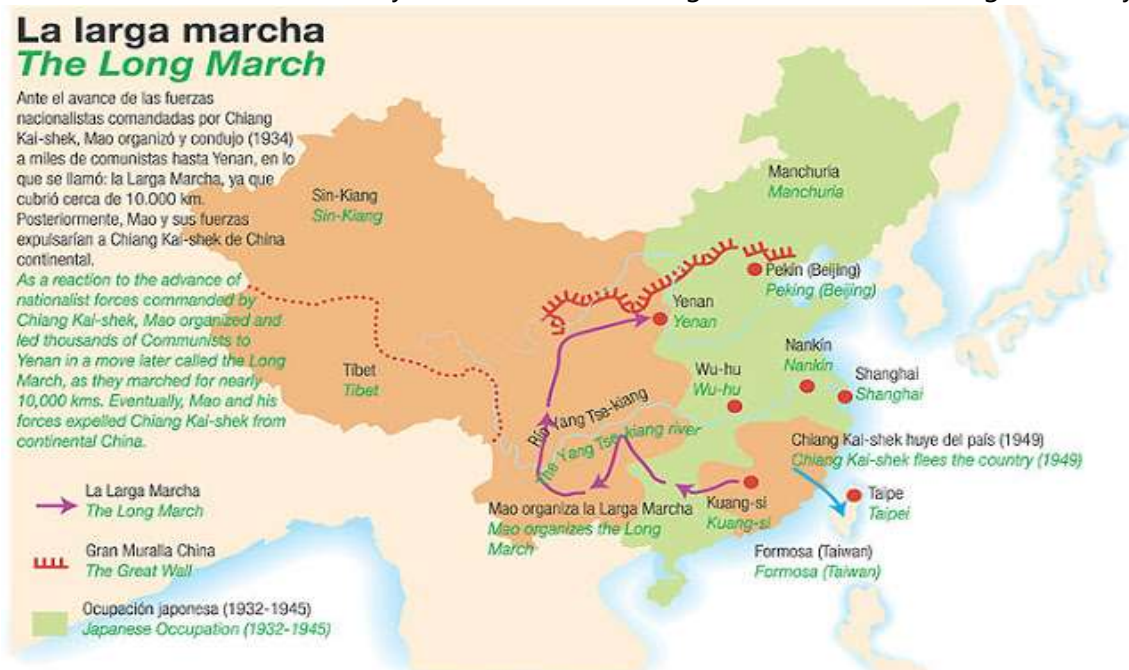 La larga marcha
The Long March
Ante el avance de las fuerzas
nacionalistas comandadas por Chiang
Kai-shek, Mao organizó y condujo (1934)
a miles de comunistas hasta Yenan, en lo
que se llamó: la Larga Marcha, ya que
cubrió cerca de 10.000 km.
Posteriormente, Mao y sus fuerzas
expulsarían a Chiang Kai-shek de China
continental.
As a reaction to the advance of
nationalist forces commanded by
Chiang Kai-shek, Mao organized and
led thousands of Communists to
Yenan in a move later called the Long
March, as they marched for nearly
10,000 kms. Eventually, Mao and his
forces expelled Chiang Kai-shek from
continental China.
Sin-Kiang
Sin-Kiang
Manchuria
Manchuria
Pekín (Beijing)
Peking (Beijing)
Yenan
Yenan
Nankín
Nankín
Shanghai
Shanghai
Wu-hu
Wu-hu
Tibet
Tibet
Río Yang Tsa-kiang
The Yang Tse-kiang river
Chiang Kai-shek huye del país (1949)
Chiang Kai-shek flees the country (1949)
Taipe
Taipei
Kuang-si
Kuang-si
Mao organiza la Larga Marcha
Mao organizes the Long
March
Formosa (Taiwan)
Formosa (Taiwan)
La Larga Marcha
The Long March
Gran Muralla China
The Great Wall
Ocupación japonesa (1932-1945)
Japanese Occupation (1932-1945)